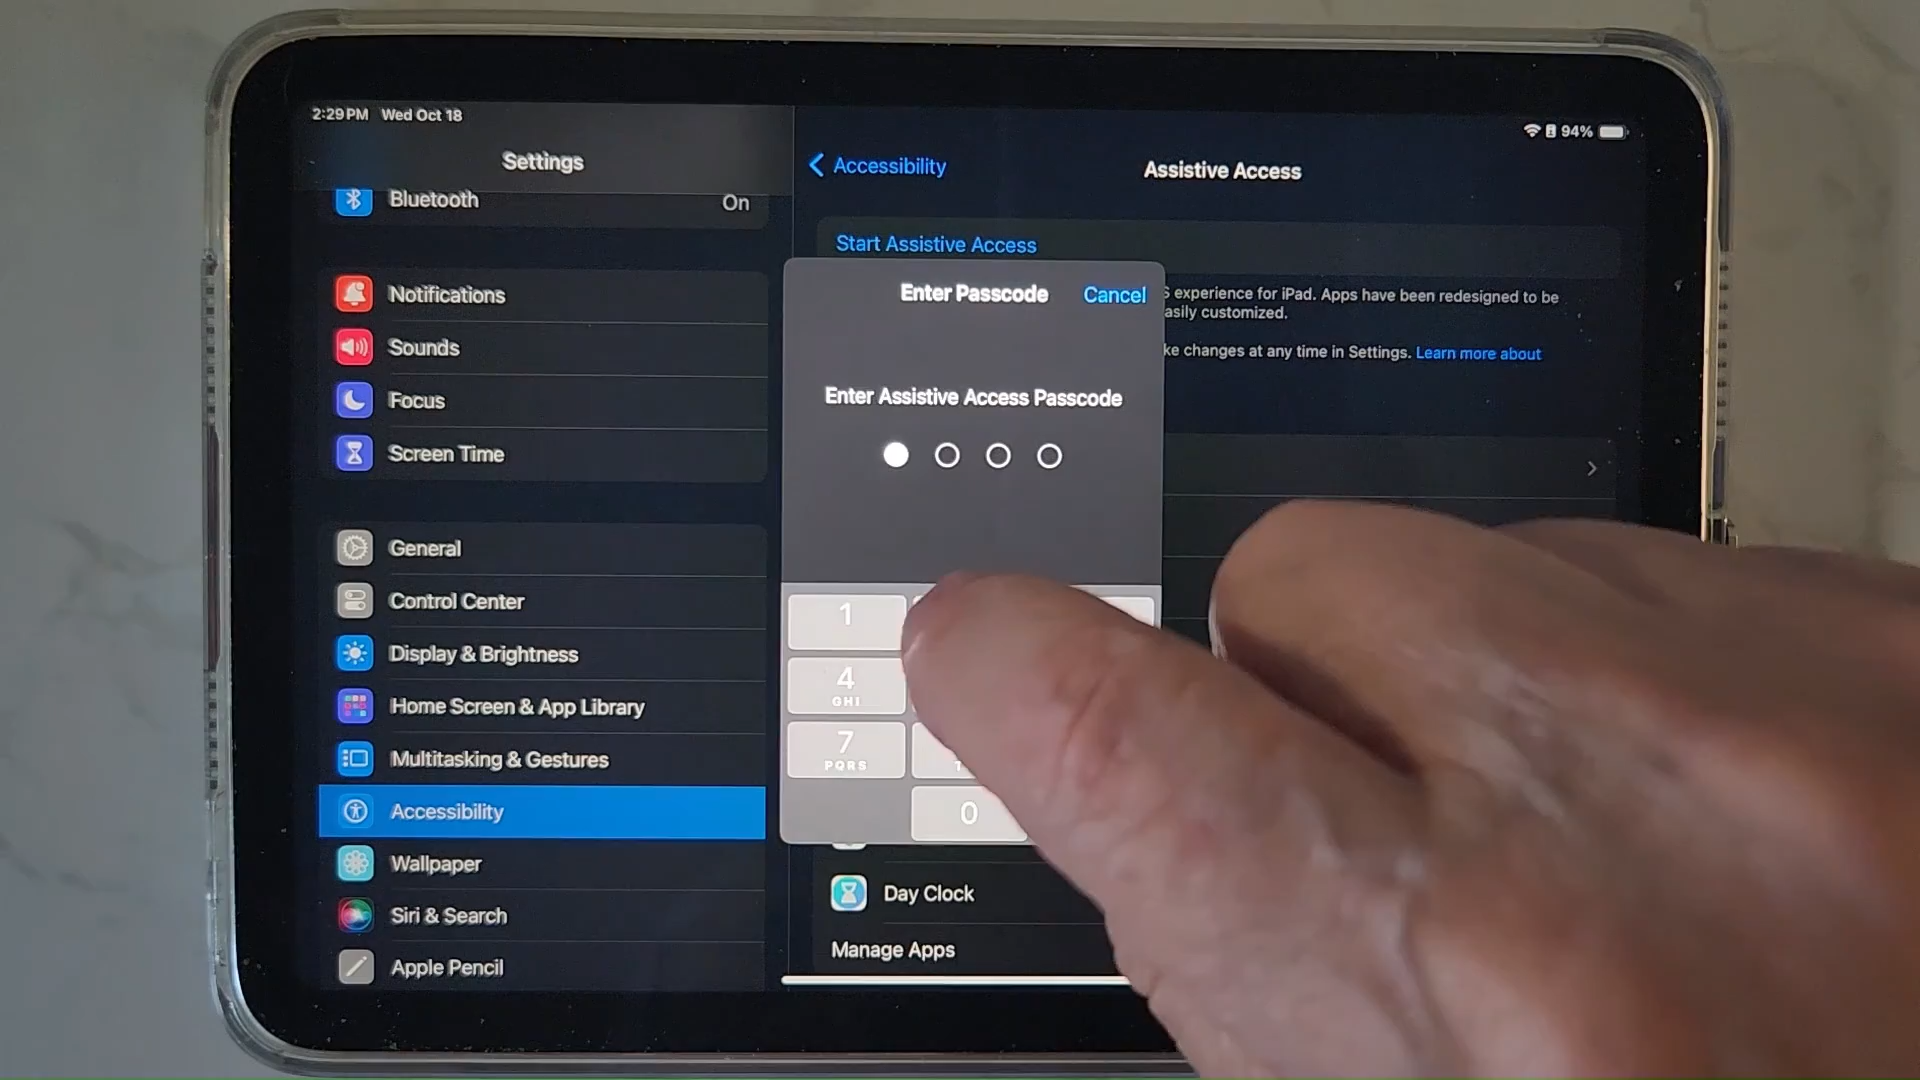 2:29 PM Wed Oct 18
94%
Settings
Bluetooth
On
Notifications
Sounds
Focus
Screen Time
General
Control Center
Display & Brightness
Home Screen & App Library
Multitasking & Gestures
Accessibility
Wallpaper
Siri & Search
Apple Pencil
Accessibility
Assistive Access
Start Assistive Access
experience for iPad. Apps have been redesigned to be
customized.
changes at any time in Settings. Learn more about
Enter Passcode
Cancel
Enter Assistive Access Passcode
1
4
GHI
7
PQRS
0
Day Clock
Manage Apps